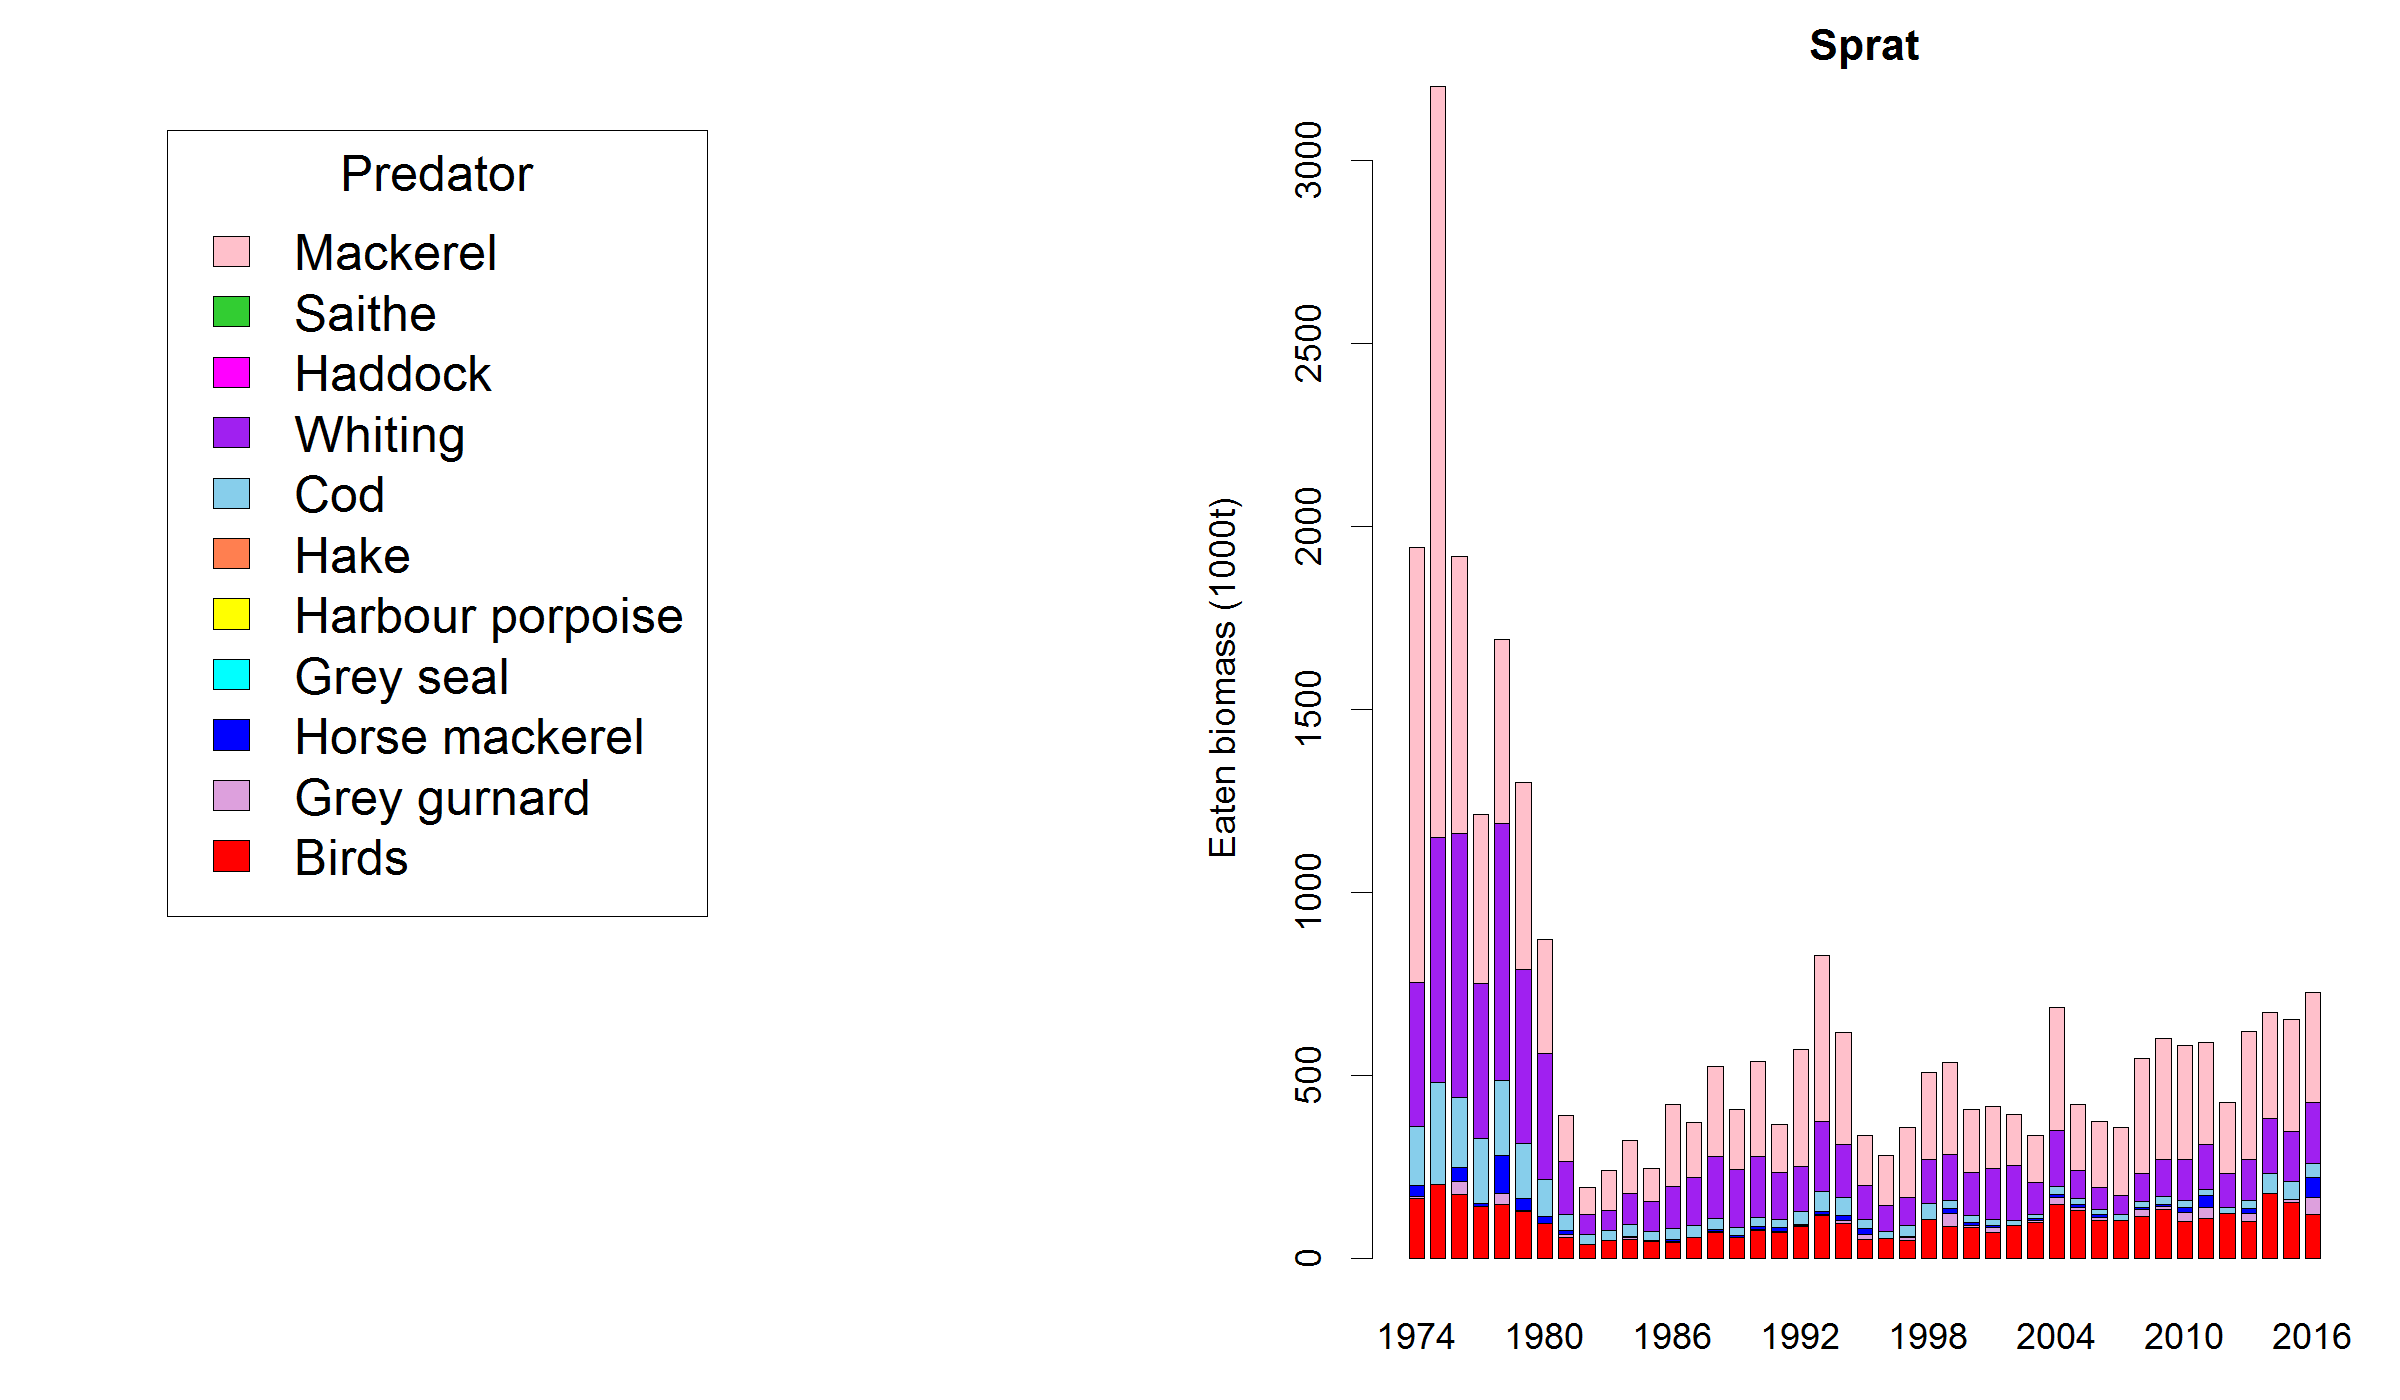 Sprat
Predator
Mackerel
Saithe
Haddock
Whiting
Cod
Hake
Harbour porpoise
Grey seal
Horse mackerel
Grey gurnard
Birds
Eaten biomass (1000t)
3000
2500
2000
1500
1000
500
0
1974 1980 1986 1992 1998 2004 2010 2016